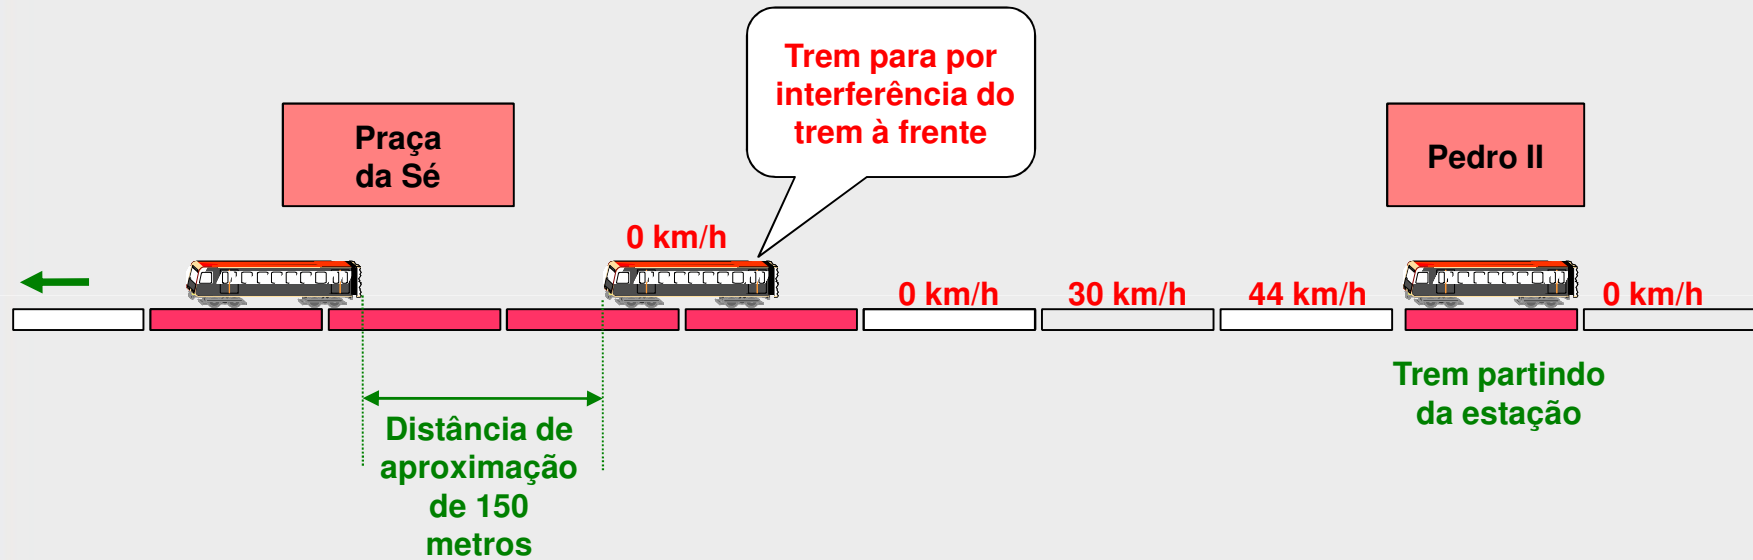 Trem para por
interferência do
trem à frente
Praça
da Sé
Pedro II
0 km/h
0 km/h
30 km/h
44 km/h
0 km/h
Trem partindo
da estação
Distância de
aproximação
de 150
metros